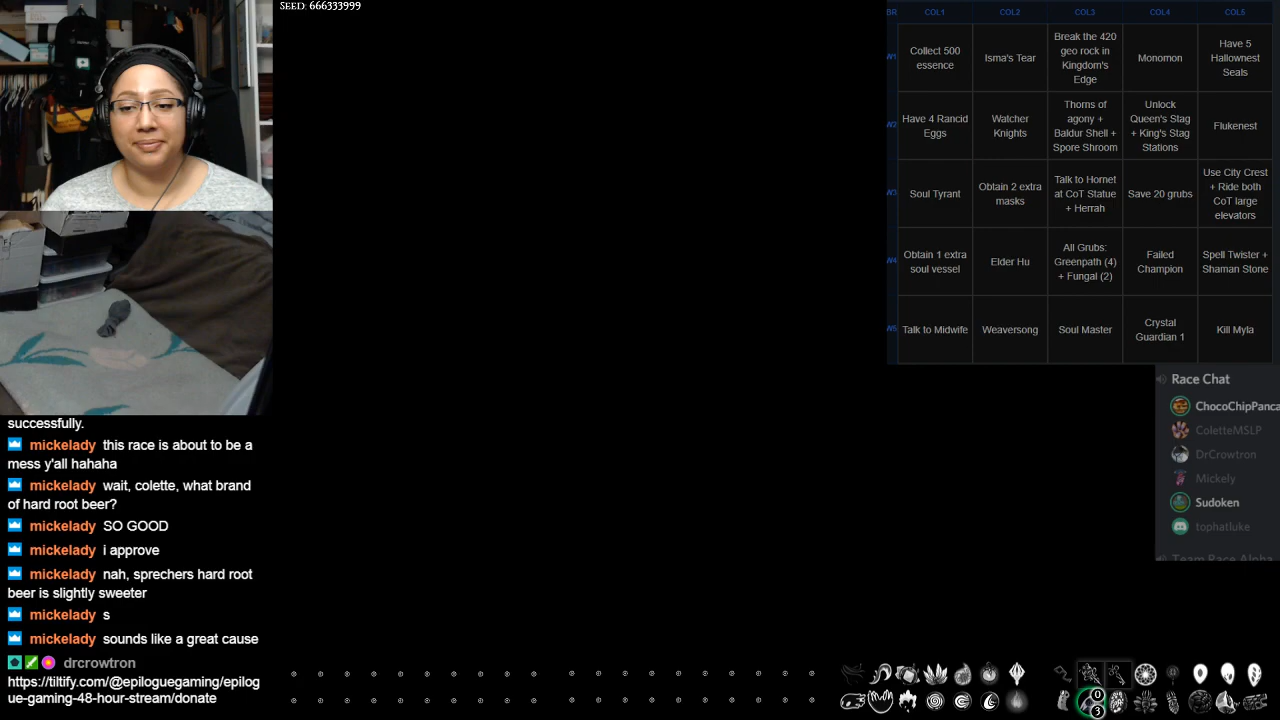 SEED: 666333999
BR COL1 COL2 COL3 COL4 COL5
Collect 500 essence
Isma's Tear
Break the 420 geo rock in Kingdom's Edge
Monomon
Have 5 Hallownest Seals
Have 4 Rancid Eggs
Watcher Knights
Thorns of agony + Baldur Shell + Spore Shroom
Unlock Queen's Stag + King's Stag Stations
Flukenest
Soul Tyrant
Obtain 2 extra masks
Talk to Hornet at CoT Statue + Herrah
Save 20 grubs
Use City Crest + Ride both CoT large elevators
Obtain 1 extra soul vessel
Elder Hu
All Grubs: Greenpath (4) + Fungal (2)
Failed Champion
Spell Twister + Shaman Stone
Talk to Midwife
Weaversong
Soul Master
Crystal Guardian 1
Kill Myla
Race Chat
ChocoChipPanca
ColetteMSLP
DrCrowtron
Mickely
Sudoken
tophatluke
Team Race Alpha
successfully.
mickelady this race is about to be a
mess y'all hahaha
mickelady wait, colette, what brand
of hard root beer?
mickelady SO GOOD
mickelady i approve
mickelady nah, sprechers hard root
beer is slightly sweeter
mickelady s
mickelady sounds like a great cause
drcrowtron
https://tiltify.com/@epiloguegaming/epilog
ue-gaming-48-hour-stream/donate
0
3